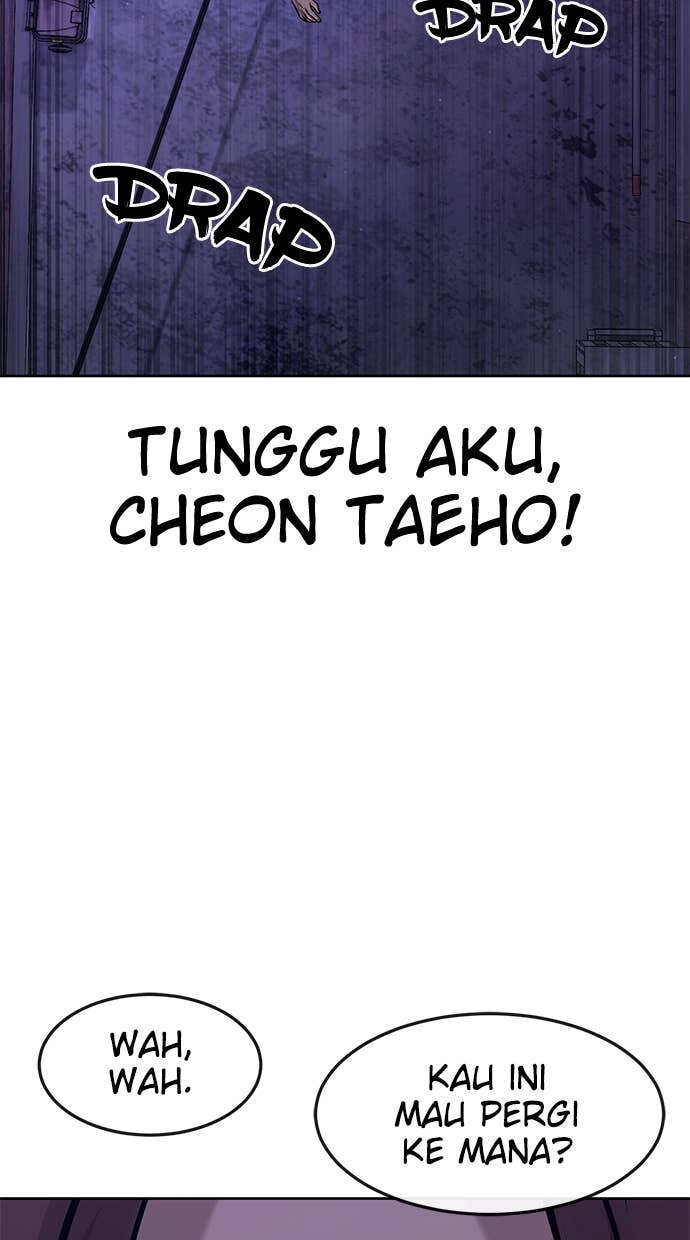 DRAP
DRAP
TUNGGU AKU,
CHEON TAEHO!
WAH,
WAH.
KAU INI
MAU PERGI
KE MANA?